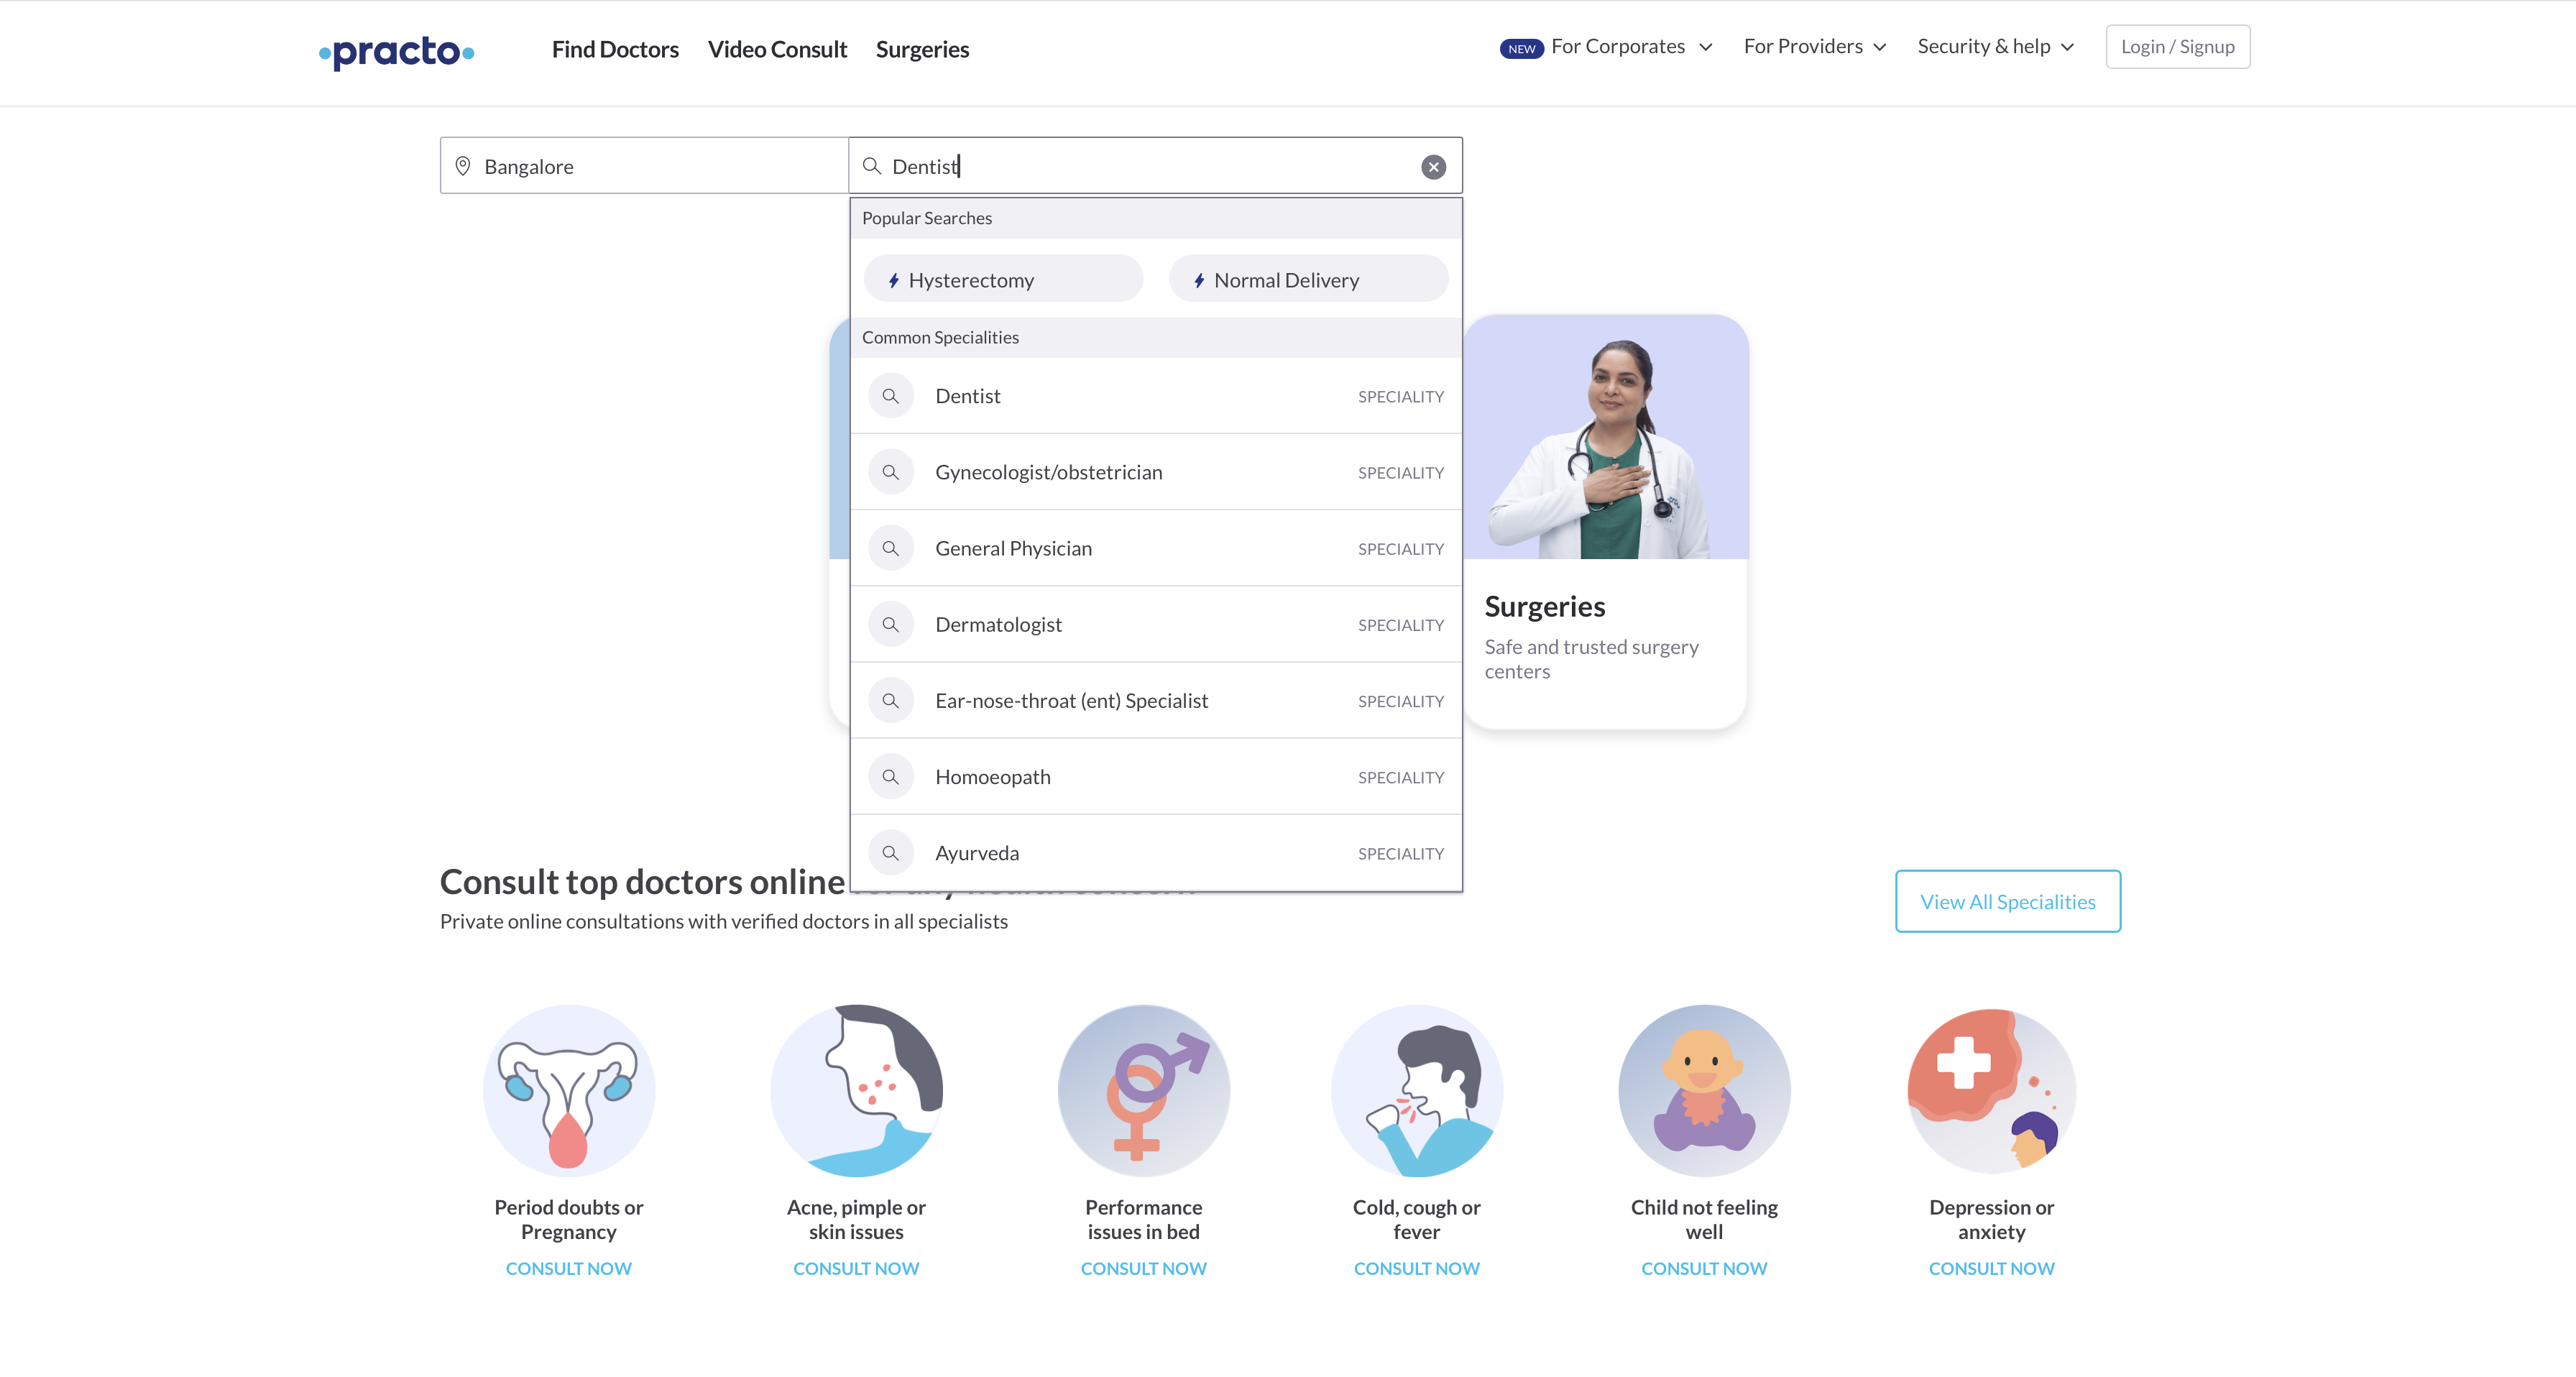 practo
Find Doctors
Video Consult
Surgeries
NEW For Corporates
For Providers
Security & help
Login / Signup
Bangalore
Dentist
Popular Searches
Hysterectomy
Normal Delivery
Common Specialities
Dentist SPECIALITY
Gynecologist/obstetrician SPECIALITY
General Physician SPECIALITY
Dermatologist SPECIALITY
Ear-nose-throat (ent) Specialist SPECIALITY
Homoeopath SPECIALITY
Ayurveda SPECIALITY
Surgeries
Safe and trusted surgery
centers
Consult top doctors online
Private online consultations with verified doctors in all specialists
View All Specialities
Period doubts or
Pregnancy
CONSULT NOW
Acne, pimple or
skin issues
CONSULT NOW
Performance
issues in bed
CONSULT NOW
Cold, cough or
fever
CONSULT NOW
Child not feeling
well
CONSULT NOW
Depression or
anxiety
CONSULT NOW